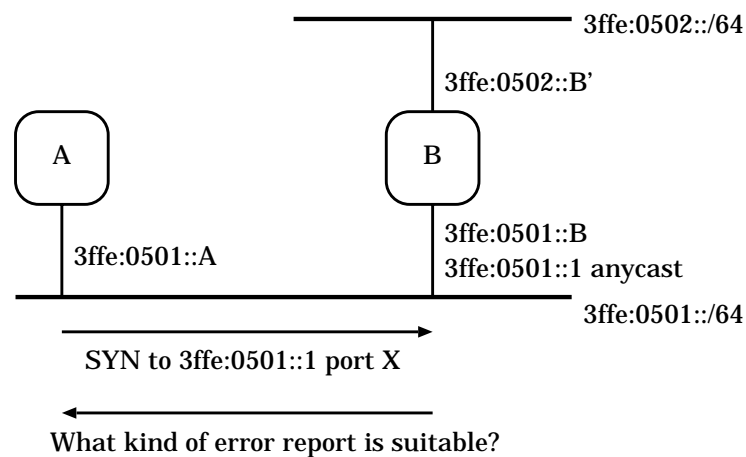 3ffe:0502::/64
3ffe:0502::B’
A
B
3ffe:0501::B
3ffe:0501::A
3ffe:0501::1 anycast
3ffe:0501::/64
SYN to 3ffe:0501::1 port X
What kind of error report is suitable?